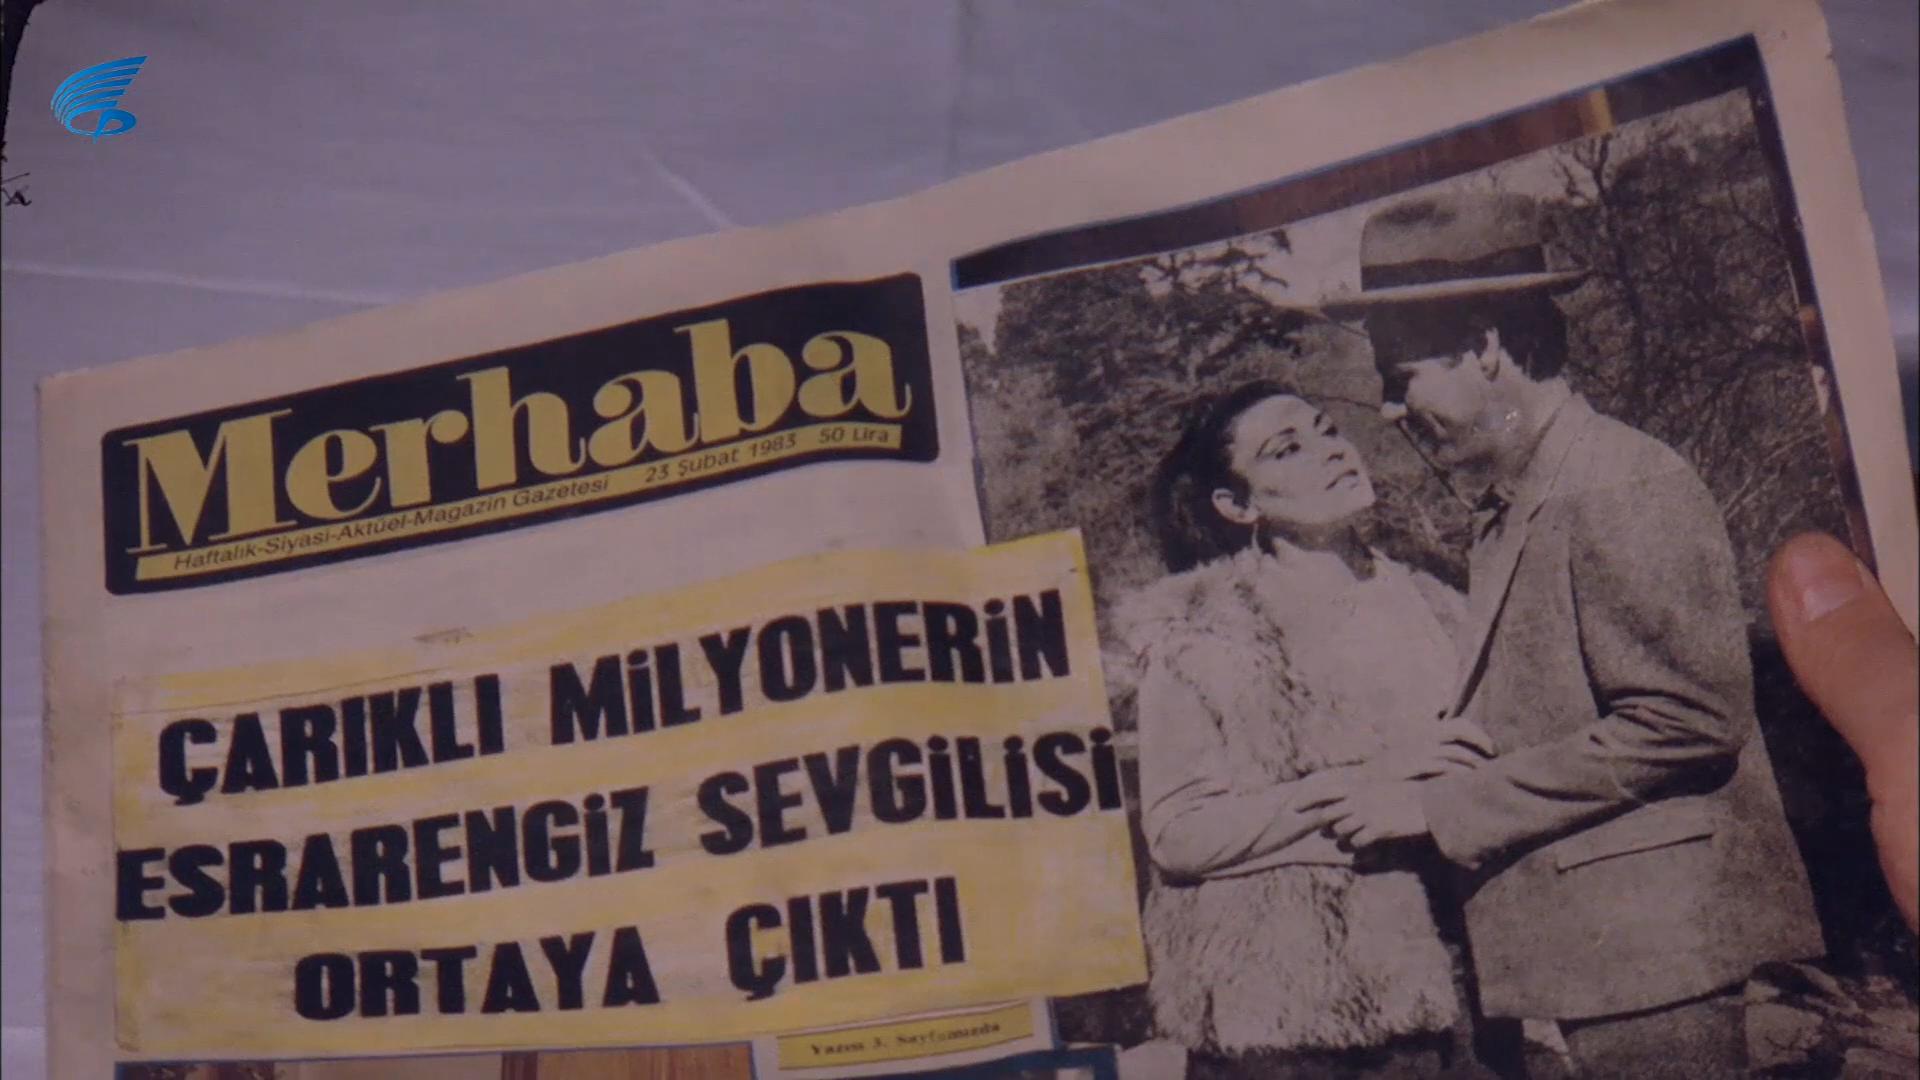 Merhaba
Haftalık-Siyasi-Aktüel-Magazin Gazetesi 23 Şubat 1983 50 Lira
ÇARIKLI MİLYONERİN
ESRARENGİZ SEVGİLİSİ
ORTAYA ÇIKTI
Yazısı 3. Sayfamızda